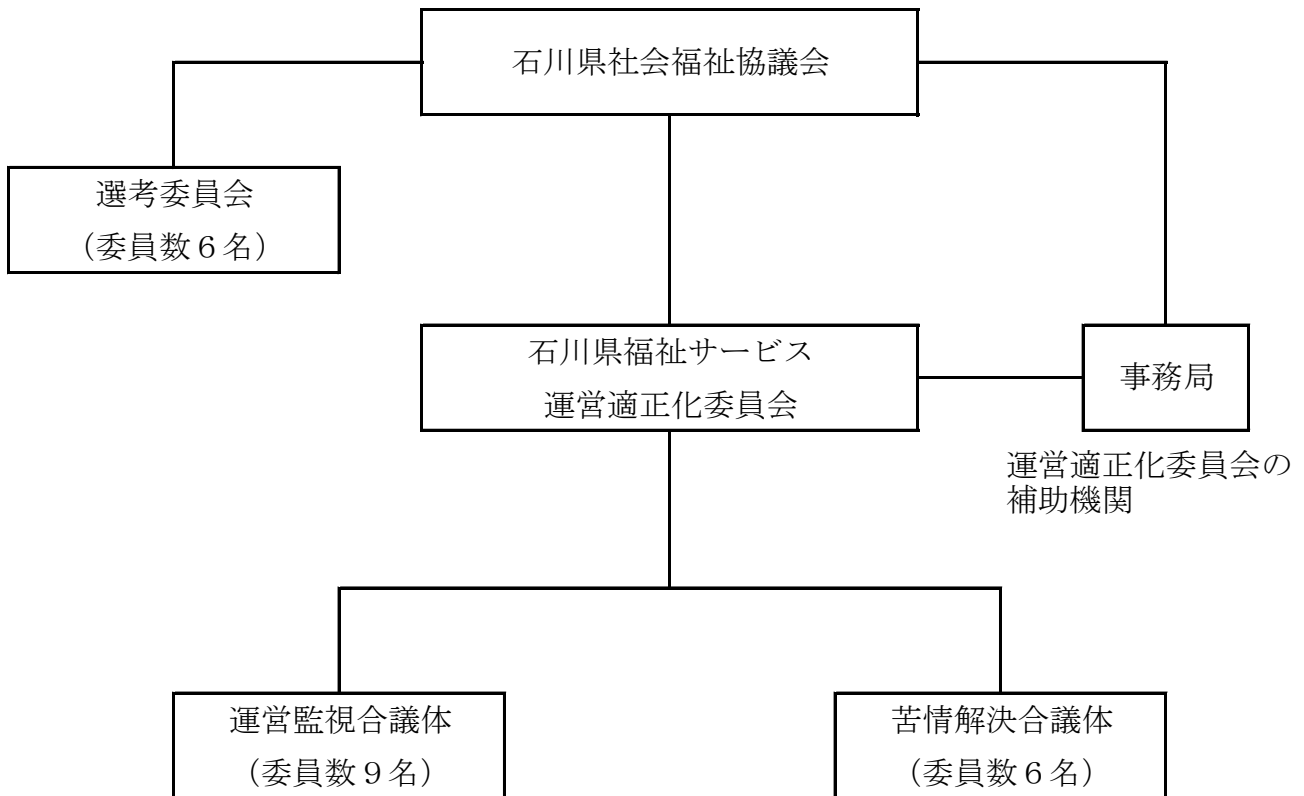 石川県社会福祉協議会
選考委員会
（委員数６名）
石川県福祉サービス
運営適正化委員会
事務局
運営適正化委員会の
補助機関
運営監視合議体
（委員数９名）
苦情解決合議体
（委員数６名）